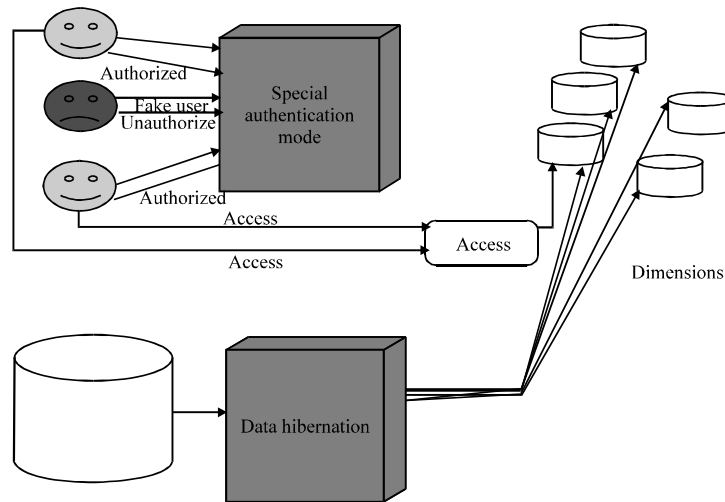 Authorized
Fake user
Unauthorize
Special
authentication
mode
Authorized
Access
Access
Access
Dimensions
Data hibernation